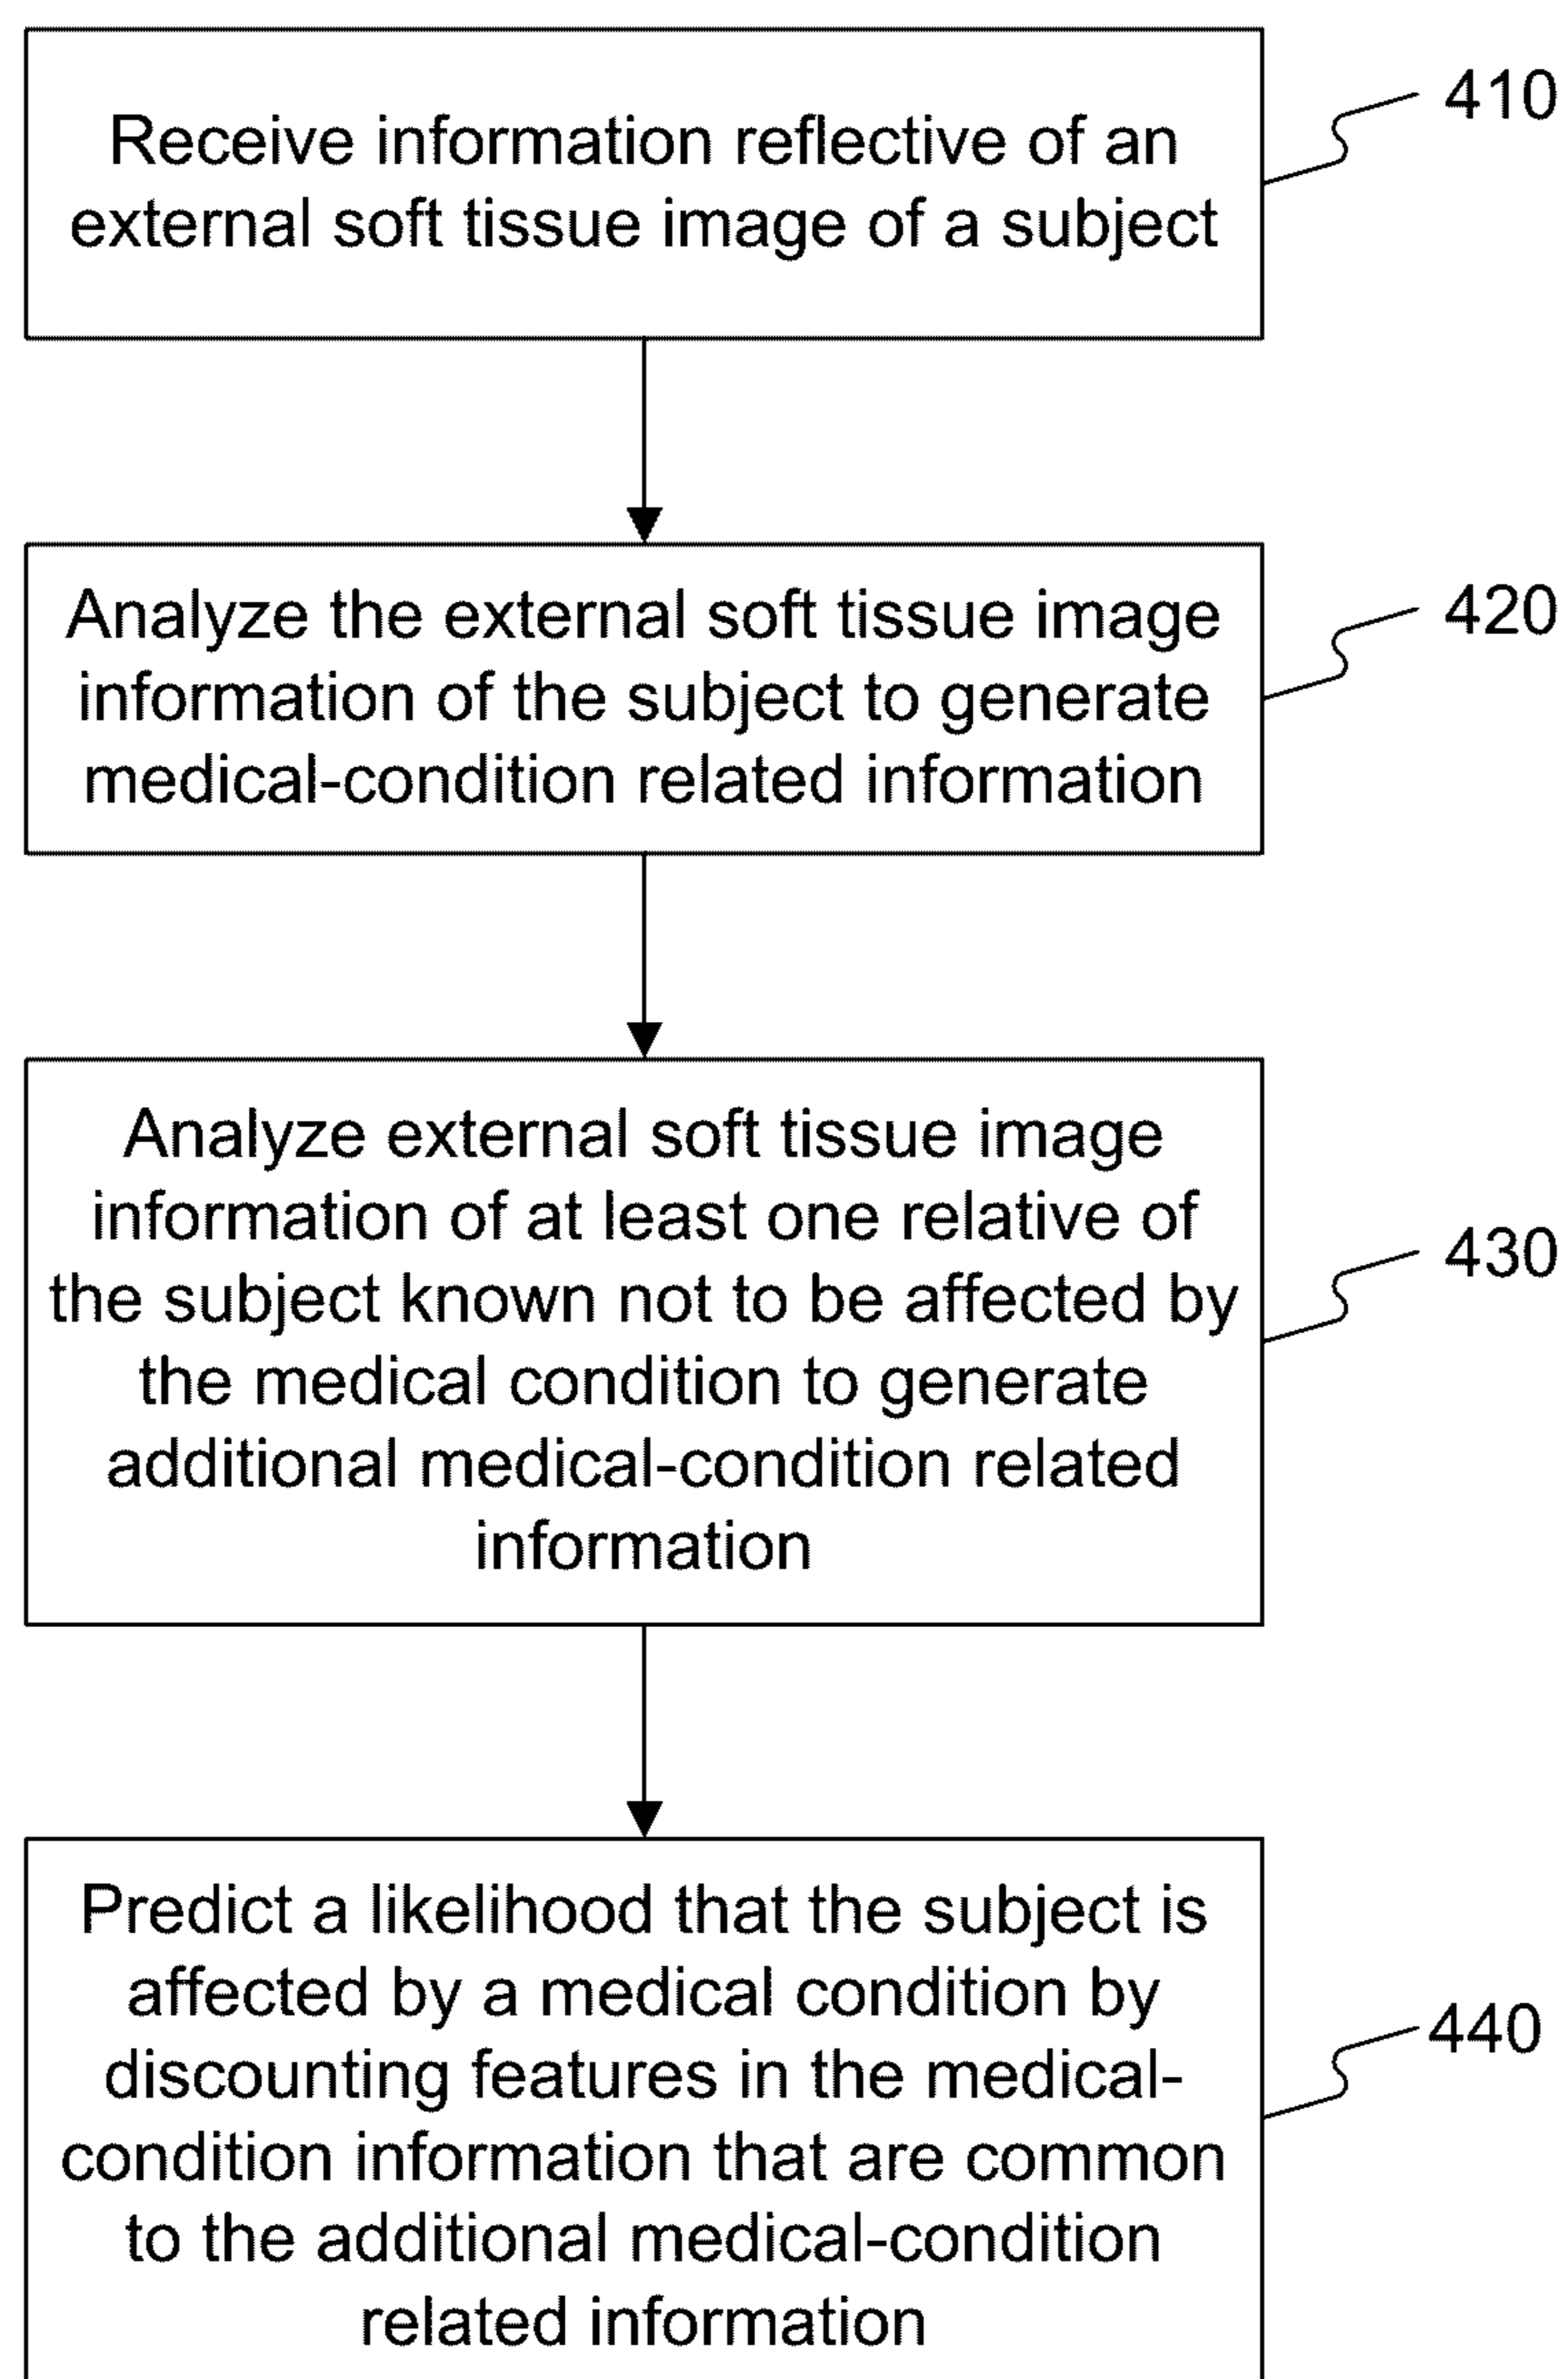 Receive information reflective of an
external soft tissue image of a subject
410
Analyze the external soft tissue image
information of the subject to generate
medical-condition related information
420
Analyze external soft tissue image
information of at least one relative of
the subject known not to be affected by
the medical condition to generate
additional medical-condition related
information
430
Predict a likelihood that the subject is
affected by a medical condition by
discounting features in the medical-
condition information that are common
to the additional medical-condition
related information
440